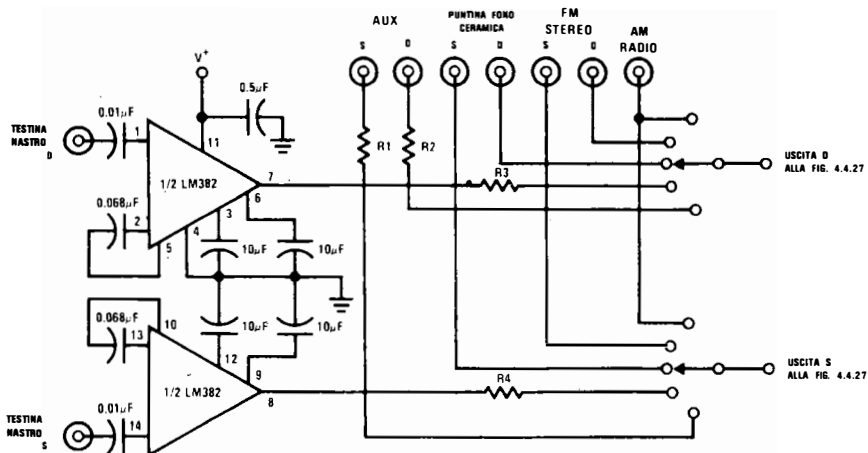 AUX
S
D
PUNTINA FONO
CERAMICA
S
D
FM
STEREO
S
D
AM
RADIO
V+
0.5µF
0.01µF
TESTINA
NASTRO
D
1
11
1/2 LM382
7
6
3
4
5
2
0.068µF
10µF
10µF
R1
R2
R3
USCITA D
ALLA FIG. 4.4.27
0.068µF
10
13
10µF
10µF
12
9
8
1/2 LM382
14
0.01µF
TESTINA
NASTRO
S
R4
USCITA S
ALLA FIG. 4.4.27